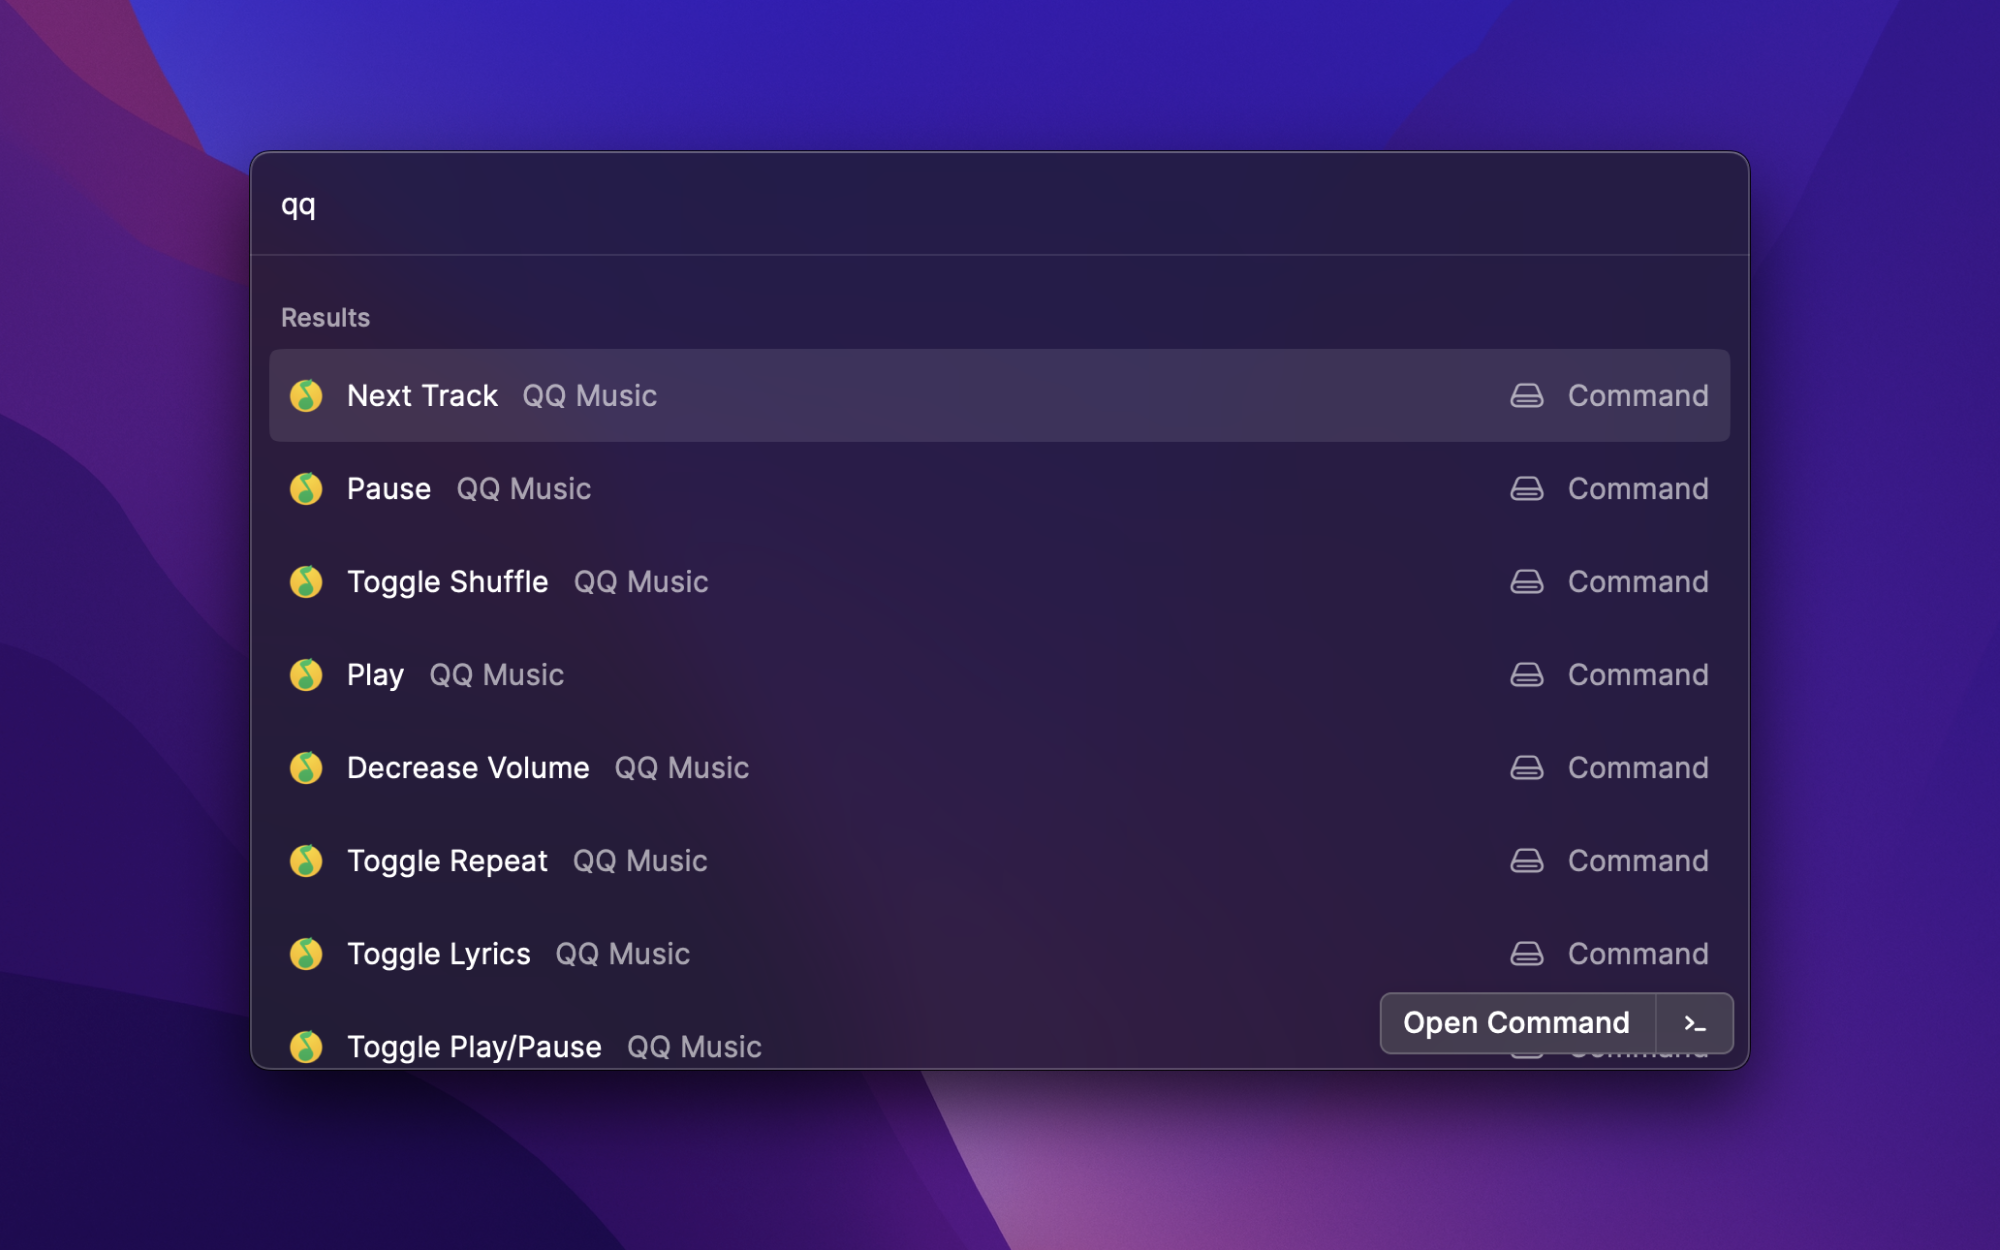 qq
Results
Next Track QQ Music Command
Pause QQ Music Command
Toggle Shuffle QQ Music Command
Play QQ Music Command
Decrease Volume QQ Music Command
Toggle Repeat QQ Music Command
Toggle Lyrics QQ Music Command
Toggle Play/Pause QQ Music
Open Command >_